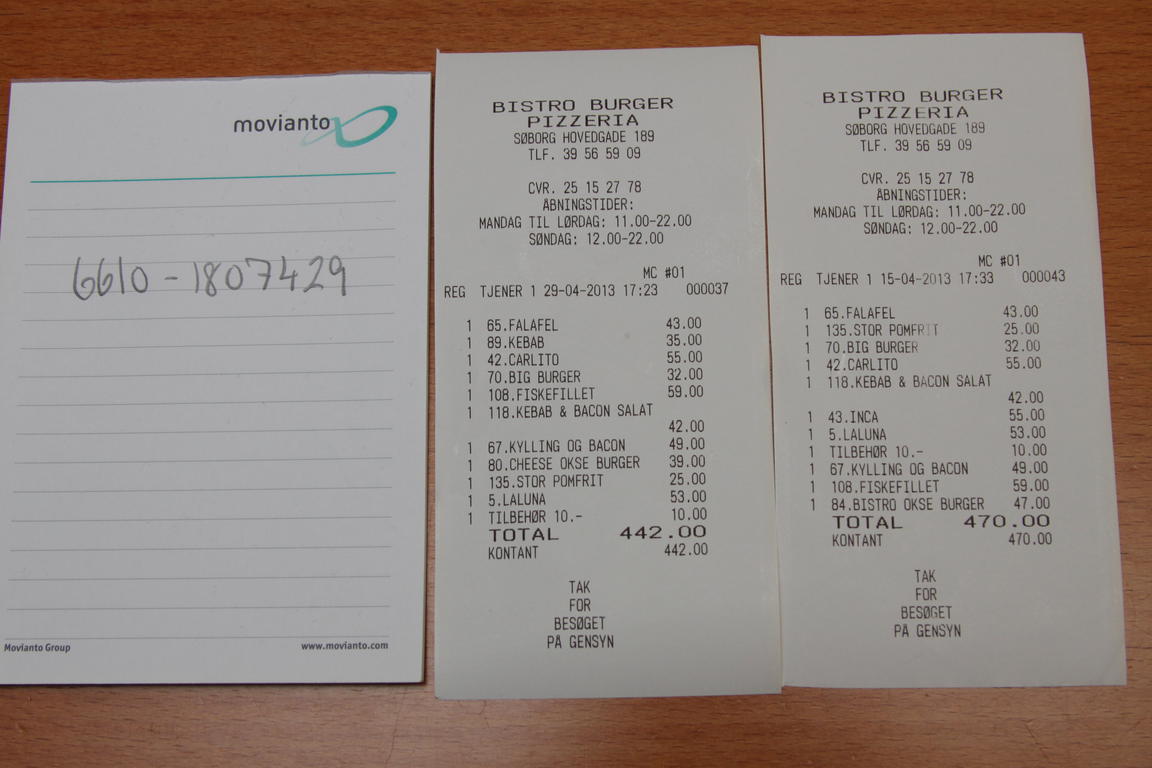 movianto
6610-1807429
Movianto Group
www.movianto.com
BISTRO BURGER
PIZZERIA
SØBORG HOVEDGADE 189
TLF. 39 56 59 09
CVR. 25 15 27 78
ÅBNINGSTIDER:
MANDAG TIL LØRDAG: 11.00-22.00
SØNDAG: 12.00-22.00
MC #01
REG TJENER 1 29-04-2013 17:23 000037
1 65.FALAFEL 43.00
1 89.KEBAB 35.00
1 42.CARLITO 55.00
1 70.BIG BURGER 32.00
1 108.FISKEFILLET 59.00
1 118.KEBAB & BACON SALAT
42.00
1 67.KYLLING OG BACON 49.00
1 80.CHEESE OKSE BURGER 39.00
1 135.STOR POMFRIT 25.00
1 5.LALUNA 53.00
1 TILBEHØR 10.- 10.00
TOTAL 442.00
KONTANT 442.00
TAK
FOR
BESØGET
PÅ GENSYN
BISTRO BURGER
PIZZERIA
SØBORG HOVEDGADE 189
TLF. 39 56 59 09
CVR. 25 15 27 78
ÅBNINGSTIDER:
MANDAG TIL LØRDAG: 11.00-22.00
SØNDAG: 12.00-22.00
MC #01
REG TJENER 1 15-04-2013 17:33 000043
1 65.FALAFEL 43.00
1 135.STOR POMFRIT 25.00
1 70.BIG BURGER 32.00
1 42.CARLITO 55.00
1 118.KEBAB & BACON SALAT
42.00
1 43.INCA 55.00
1 5.LALUNA 53.00
1 TILBEHØR 10.- 10.00
1 67.KYLLING OG BACON 49.00
1 108.FISKEFILLET 59.00
1 84.BISTRO OKSE BURGER 47.00
TOTAL 470.00
KONTANT 470.00
TAK
FOR
BESØGET
PÅ GENSYN